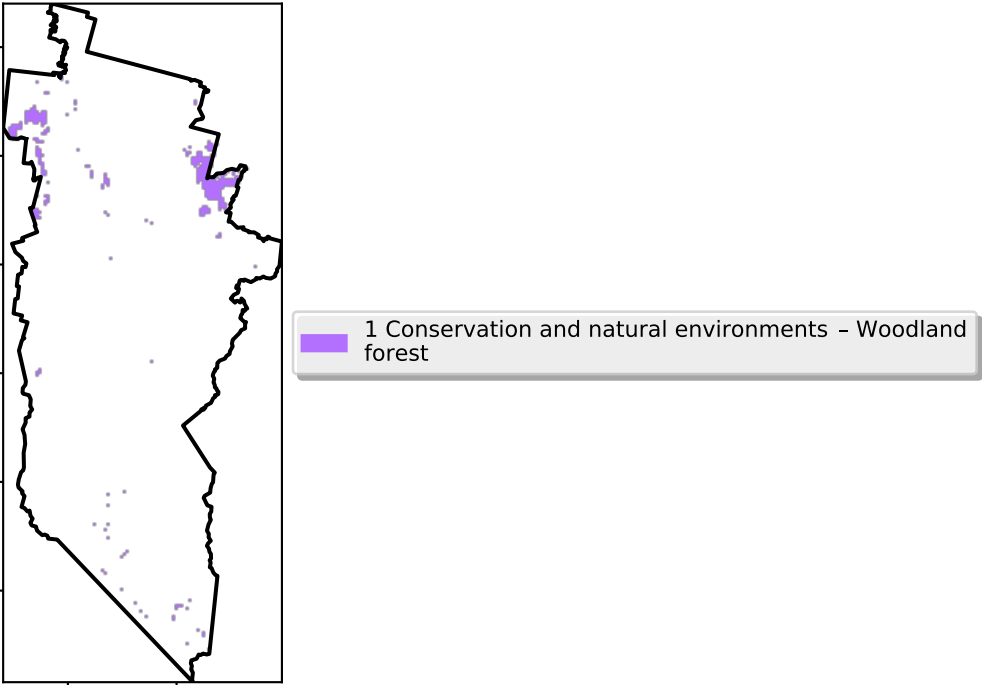 1 Conservation and natural environments – Woodland
forest